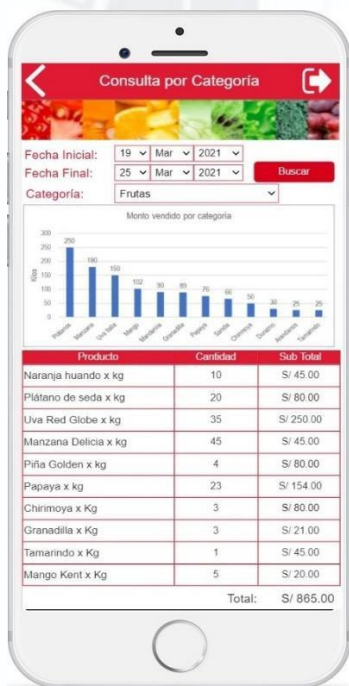 Consulta por Categoría
Fecha Inicial: 19 Mar 2021
Fecha Final: 25 Mar 2021 Buscar
Categoría: Frutas
Monto vendido por categoria
Kilos
300
250
200
150
100
50
0
250 180 150 102 90 89 76 66 50 30 25 25
Plátanos Manzana Uva Italia Mango Mandarina Granadilla Papaya Sandia Chirimoya Durazno Arandanos Tamarindo
Producto Cantidad Sub Total
Naranja huando x kg 10 S/ 45.00
Plátano de seda x kg 20 S/ 80.00
Uva Red Globe x kg 35 S/ 250.00
Manzana Delicia x kg 45 S/ 45.00
Piña Golden x kg 4 S/ 80.00
Papaya x kg 23 S/ 154.00
Chirimoya x Kg 3 S/ 80.00
Granadilla x Kg 3 S/ 21.00
Tamarindo x Kg 1 S/ 45.00
Mango Kent x Kg 5 S/ 20.00
Total: S/ 865.00